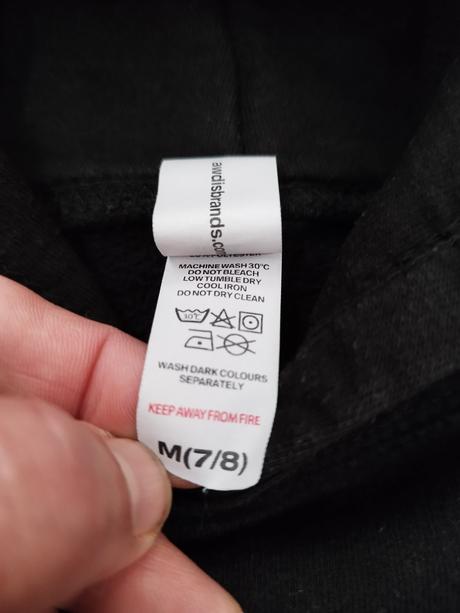 awdisbrands.com
MACHINE WASH 30°C
DO NOT BLEACH
LOW TUMBLE DRY
COOL IRON
DO NOT DRY CLEAN
30°C
WASH DARK COLOURS
SEPARATELY
KEEP AWAY FROM FIRE
M(7/8)